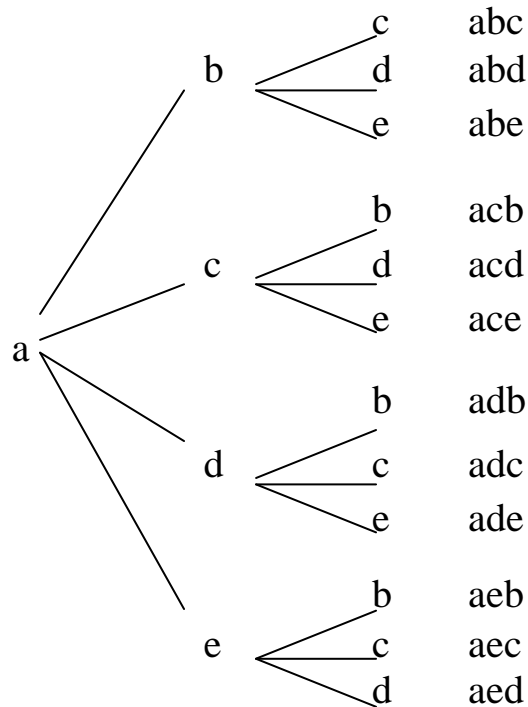 c abc
b d abd
e abe
b acb
c d acd
e ace
a
b adb
d c adc
e ade
b aeb
e c aec
d aed